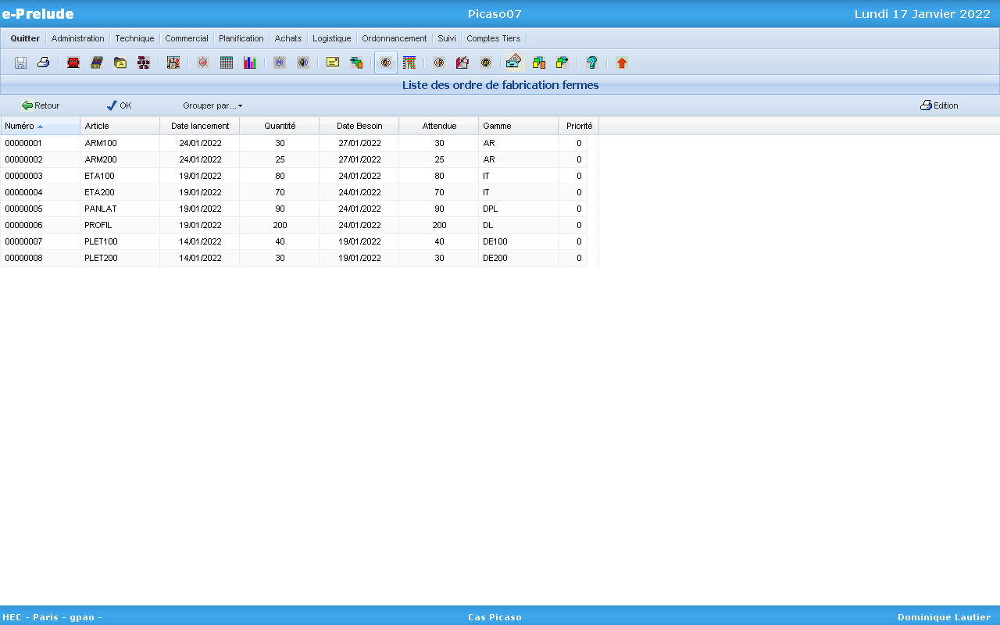 e-Prelude Picaso07 Lundi 17 Janvier 2022
Quitter Administration Technique Commercial Planification Achats Logistique Ordonnancement Suivi Comptes Tiers
Liste des ordre de fabrication fermes
Retour OK Grouper par... Edition
Numéro Article Date lancement Quantité Date Besoin Attendue Gamme Priorité
00000001 ARM100 24/01/2022 30 27/01/2022 30 AR 0
00000002 ARM200 24/01/2022 25 27/01/2022 25 AR 0
00000003 ETA100 19/01/2022 80 24/01/2022 80 IT 0
00000004 ETA200 19/01/2022 70 24/01/2022 70 IT 0
00000005 PANLAT 19/01/2022 90 24/01/2022 90 DPL 0
00000006 PROFIL 19/01/2022 200 24/01/2022 200 DL 0
00000007 PLET100 14/01/2022 40 19/01/2022 40 DE100 0
00000008 PLET200 14/01/2022 30 19/01/2022 30 DE200 0
HEC - Paris - gpao - Cas Picaso Dominique Lautier